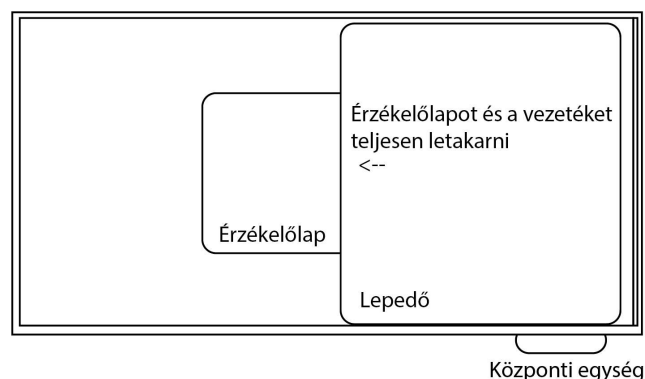 Érzékelőlapot és a vezetéket
teljesen letakarni
<--
Érzékelőlap
Lepedő
Központi egység